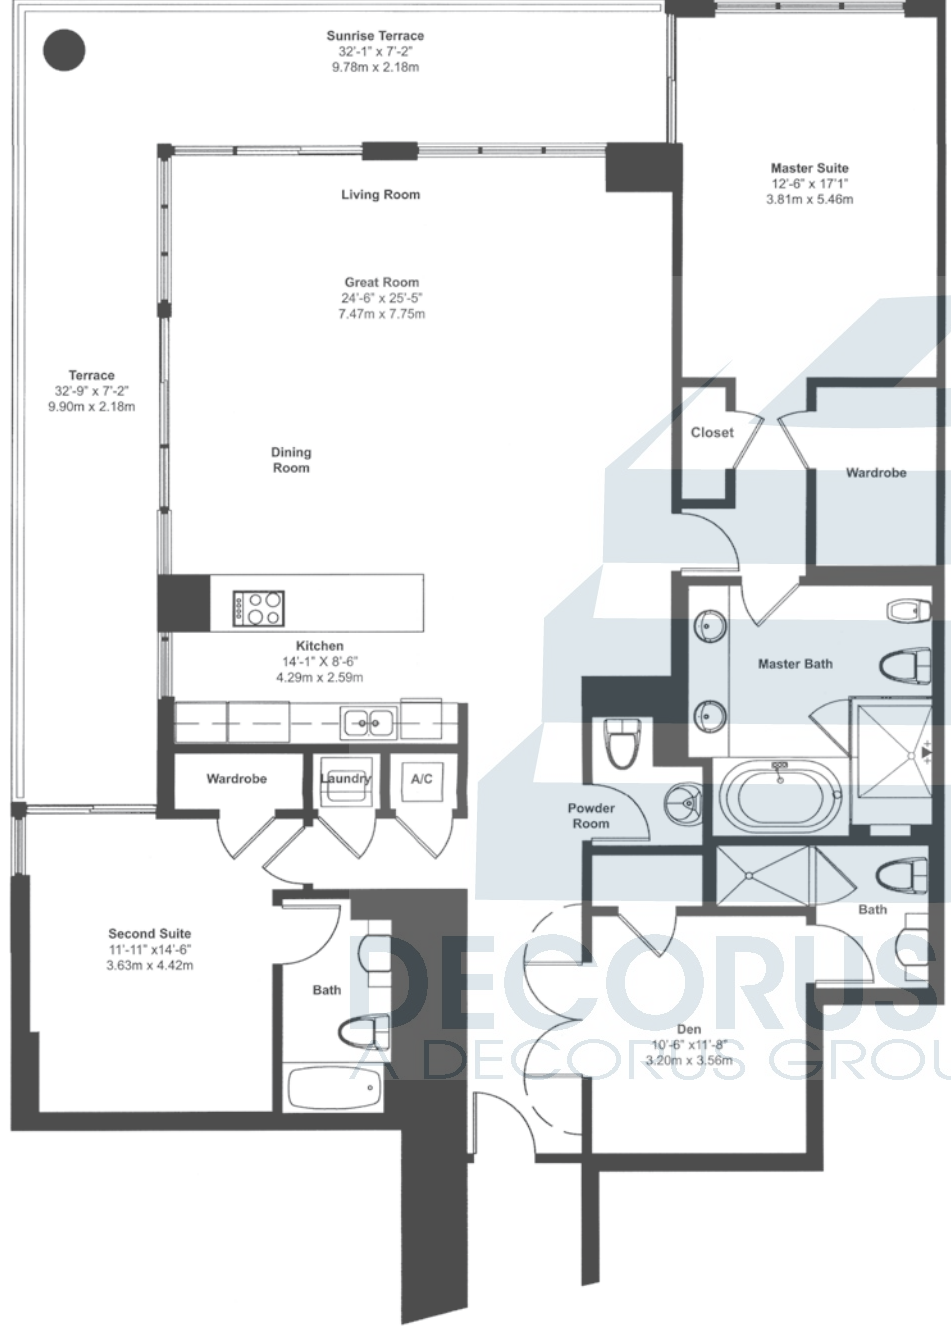 Sunrise Terrace
32'-1" x 7'-2"
9.78m x 2.18m
Master Suite
12'-6" x 17'1"
3.81m x 5.46m
Living Room
Great Room
24'-6" x 25'-5"
7.47m x 7.75m
Terrace
32'-9" x 7'-2"
9.90m x 2.18m
Closet
Dining
Room
Wardrobe
Kitchen
14'-1" X 8'-6"
4.29m x 2.59m
Master Bath
Wardrobe
Laundry
A/C
Powder
Room
Bath
Second Suite
11'-11" x14'-6"
3.63m x 4.42m
Bath
DECORUS
Den
10'-6" x11'-8"
3.20m x 3.56m
A DECORUS GROU